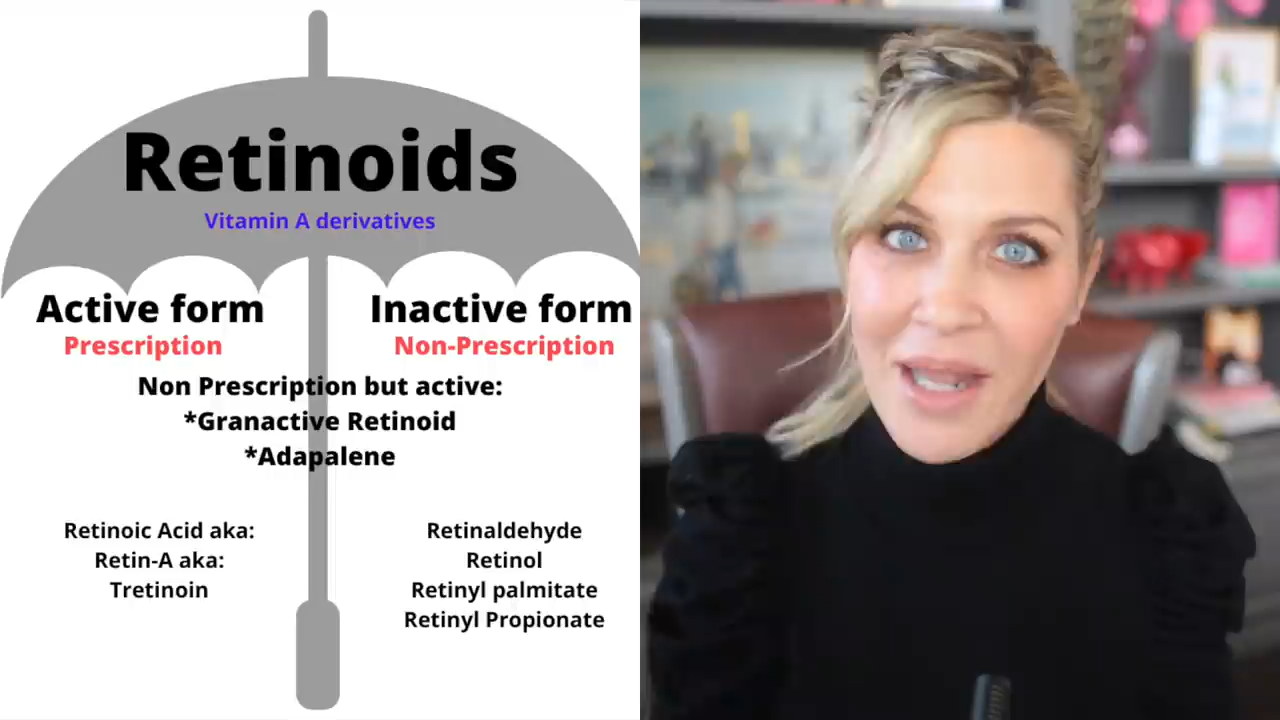 Retinoids
Vitamin A derivatives
Active form
Prescription
Inactive form
Non-Prescription
Non Prescription but active:
*Granactive Retinoid
*Adapalene
Retinoic Acid aka:
Retin-A aka:
Tretinoin
Retinaldehyde
Retinol
Retinyl palmitate
Retinyl Propionate